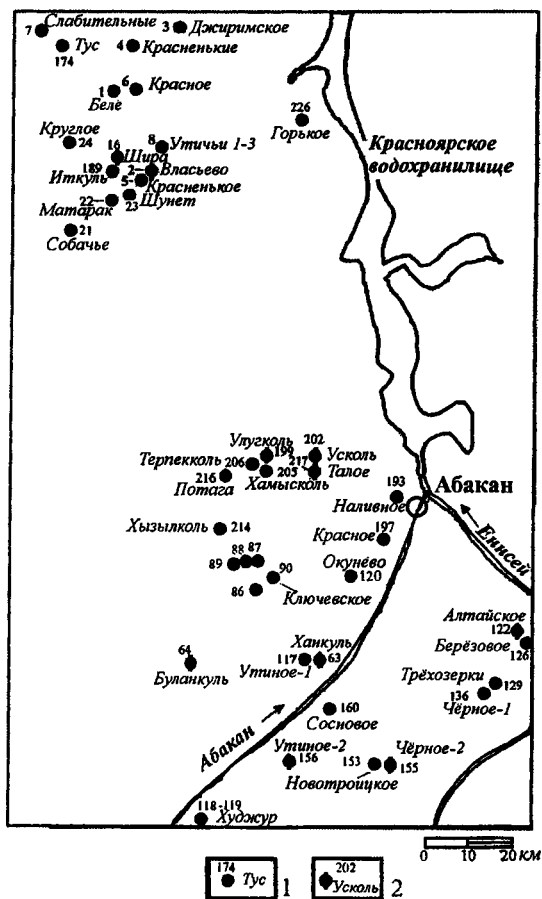 Слабительные
7
3 Джиримское
Тус
174
4 Красненькие
1 6 Красное
Беле
226
Горькое
Круглое
24
16
Шира
8 Утичьи 1-3
189
Иткуль
2 Власьево
5 Красненькое
22 23 Шунет
Матарак
21
Собачье
Красноярское
водохранилище
Улугколь
199
202
Усколь
Терпекколь
206
205
217 Талое
216
Потага
Хамысколь
193
Наливное
Абакан
Енисей
Хызылколь 214
Красное
197
88 87
89
90
86
Ключевское
Окунёво
120
Алтайское
122
Берёзовое
126
64
Буланкуль
Ханкуль
117 63
Утиное-1
Трёхозерки
129
136
Чёрное-1
160
Сосновое
Абакан
Утиное-2
156
Чёрное-2
153
155
Новотроицкое
118-119
Худжур
0 10 20 км
174
Тус
1
202
Усколь
2